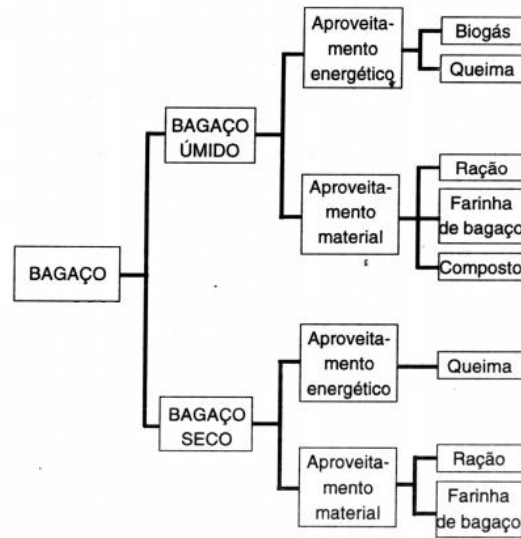 Aproveita-
mento
energético
Biogás
Queima
BAGAÇO
ÚMIDO
Aproveita-
mento
material
Ração
Farinha
de bagaço
Composto
BAGAÇO
Aproveita-
mento
energético
Queima
BAGAÇO
SECO
Aproveita-
mento
material
Ração
Farinha
de bagaço